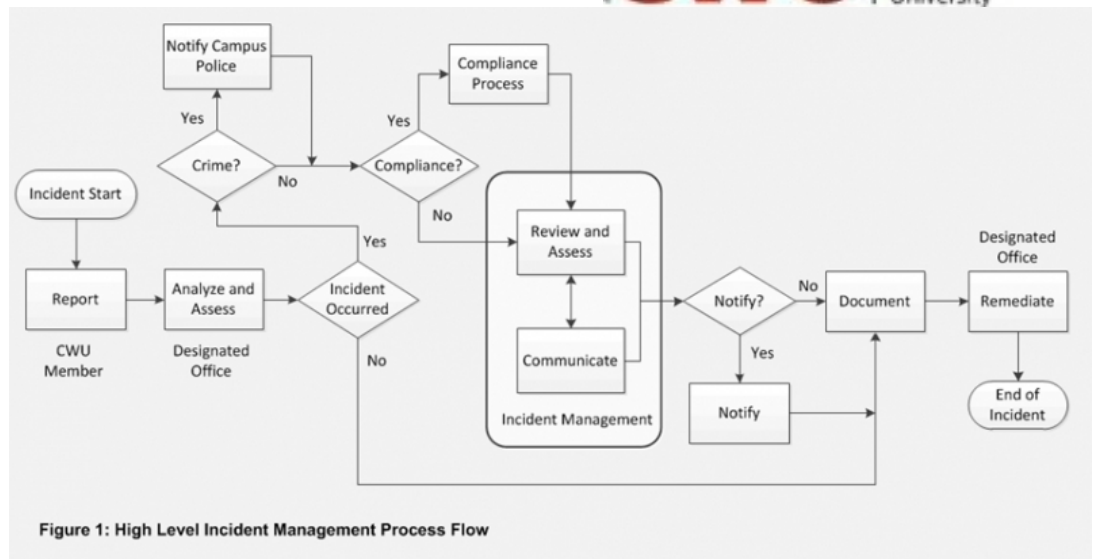 University
Notify Campus
Police
Compliance
Process
Yes
Yes
Crime?
Compliance?
No
Incident Start
No
Review and
Assess
Yes
Designated
Office
Report
Analyze and
Assess
Incident
Occurred
Notify?
No
Document
Remediate
CWU
Member
Designated
Office
No
Communicate
Yes
Incident Management
Notify
End of
Incident
Figure 1: High Level Incident Management Process Flow